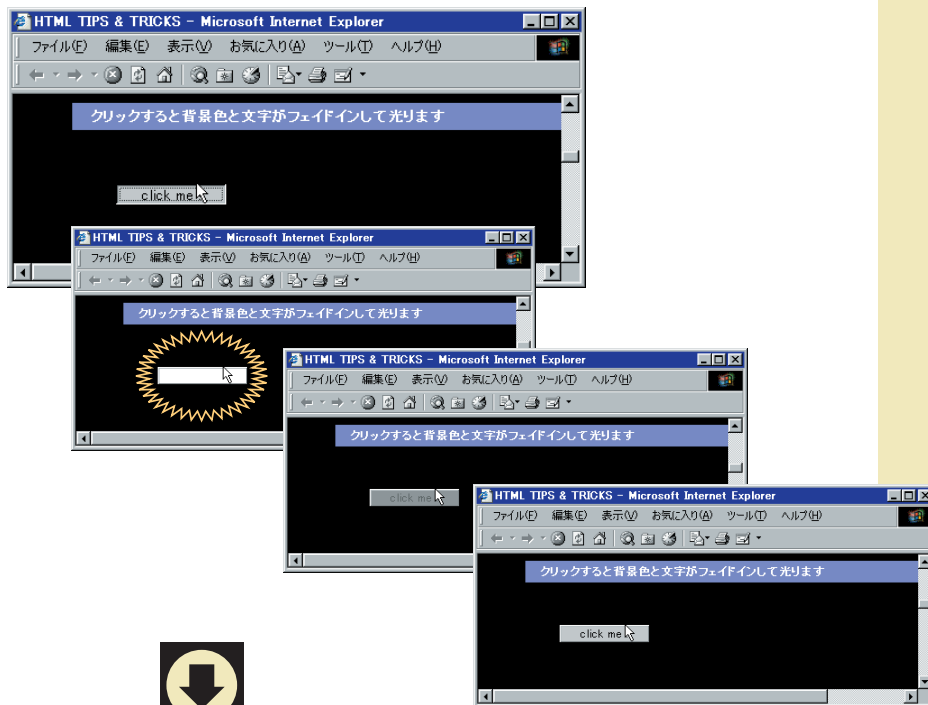 HTML TIPS & TRICKS - Microsoft Internet Explorer
ファイル(F) 編集(E) 表示(V) お気に入り(A) ツール(T) ヘルプ(H)
クリックすると背景色と文字がフェイドインして光ります
click me!
HTML TIPS & TRICKS - Microsoft Internet Explorer
ファイル(F) 編集(E) 表示(V) お気に入り(A) ツール(T) ヘルプ(H)
クリックすると背景色と文字がフェイドインして光ります
HTML TIPS & TRICKS - Microsoft Internet Explorer
ファイル(F) 編集(E) 表示(V) お気に入り(A) ツール(T) ヘルプ(H)
クリックすると背景色と文字がフェイドインして光ります
click me
HTML TIPS & TRICKS - Microsoft Internet Explorer
ファイル(F) 編集(E) 表示(V) お気に入り(A) ツール(T) ヘルプ(H)
クリックすると背景色と文字がフェイドインして光ります
click me